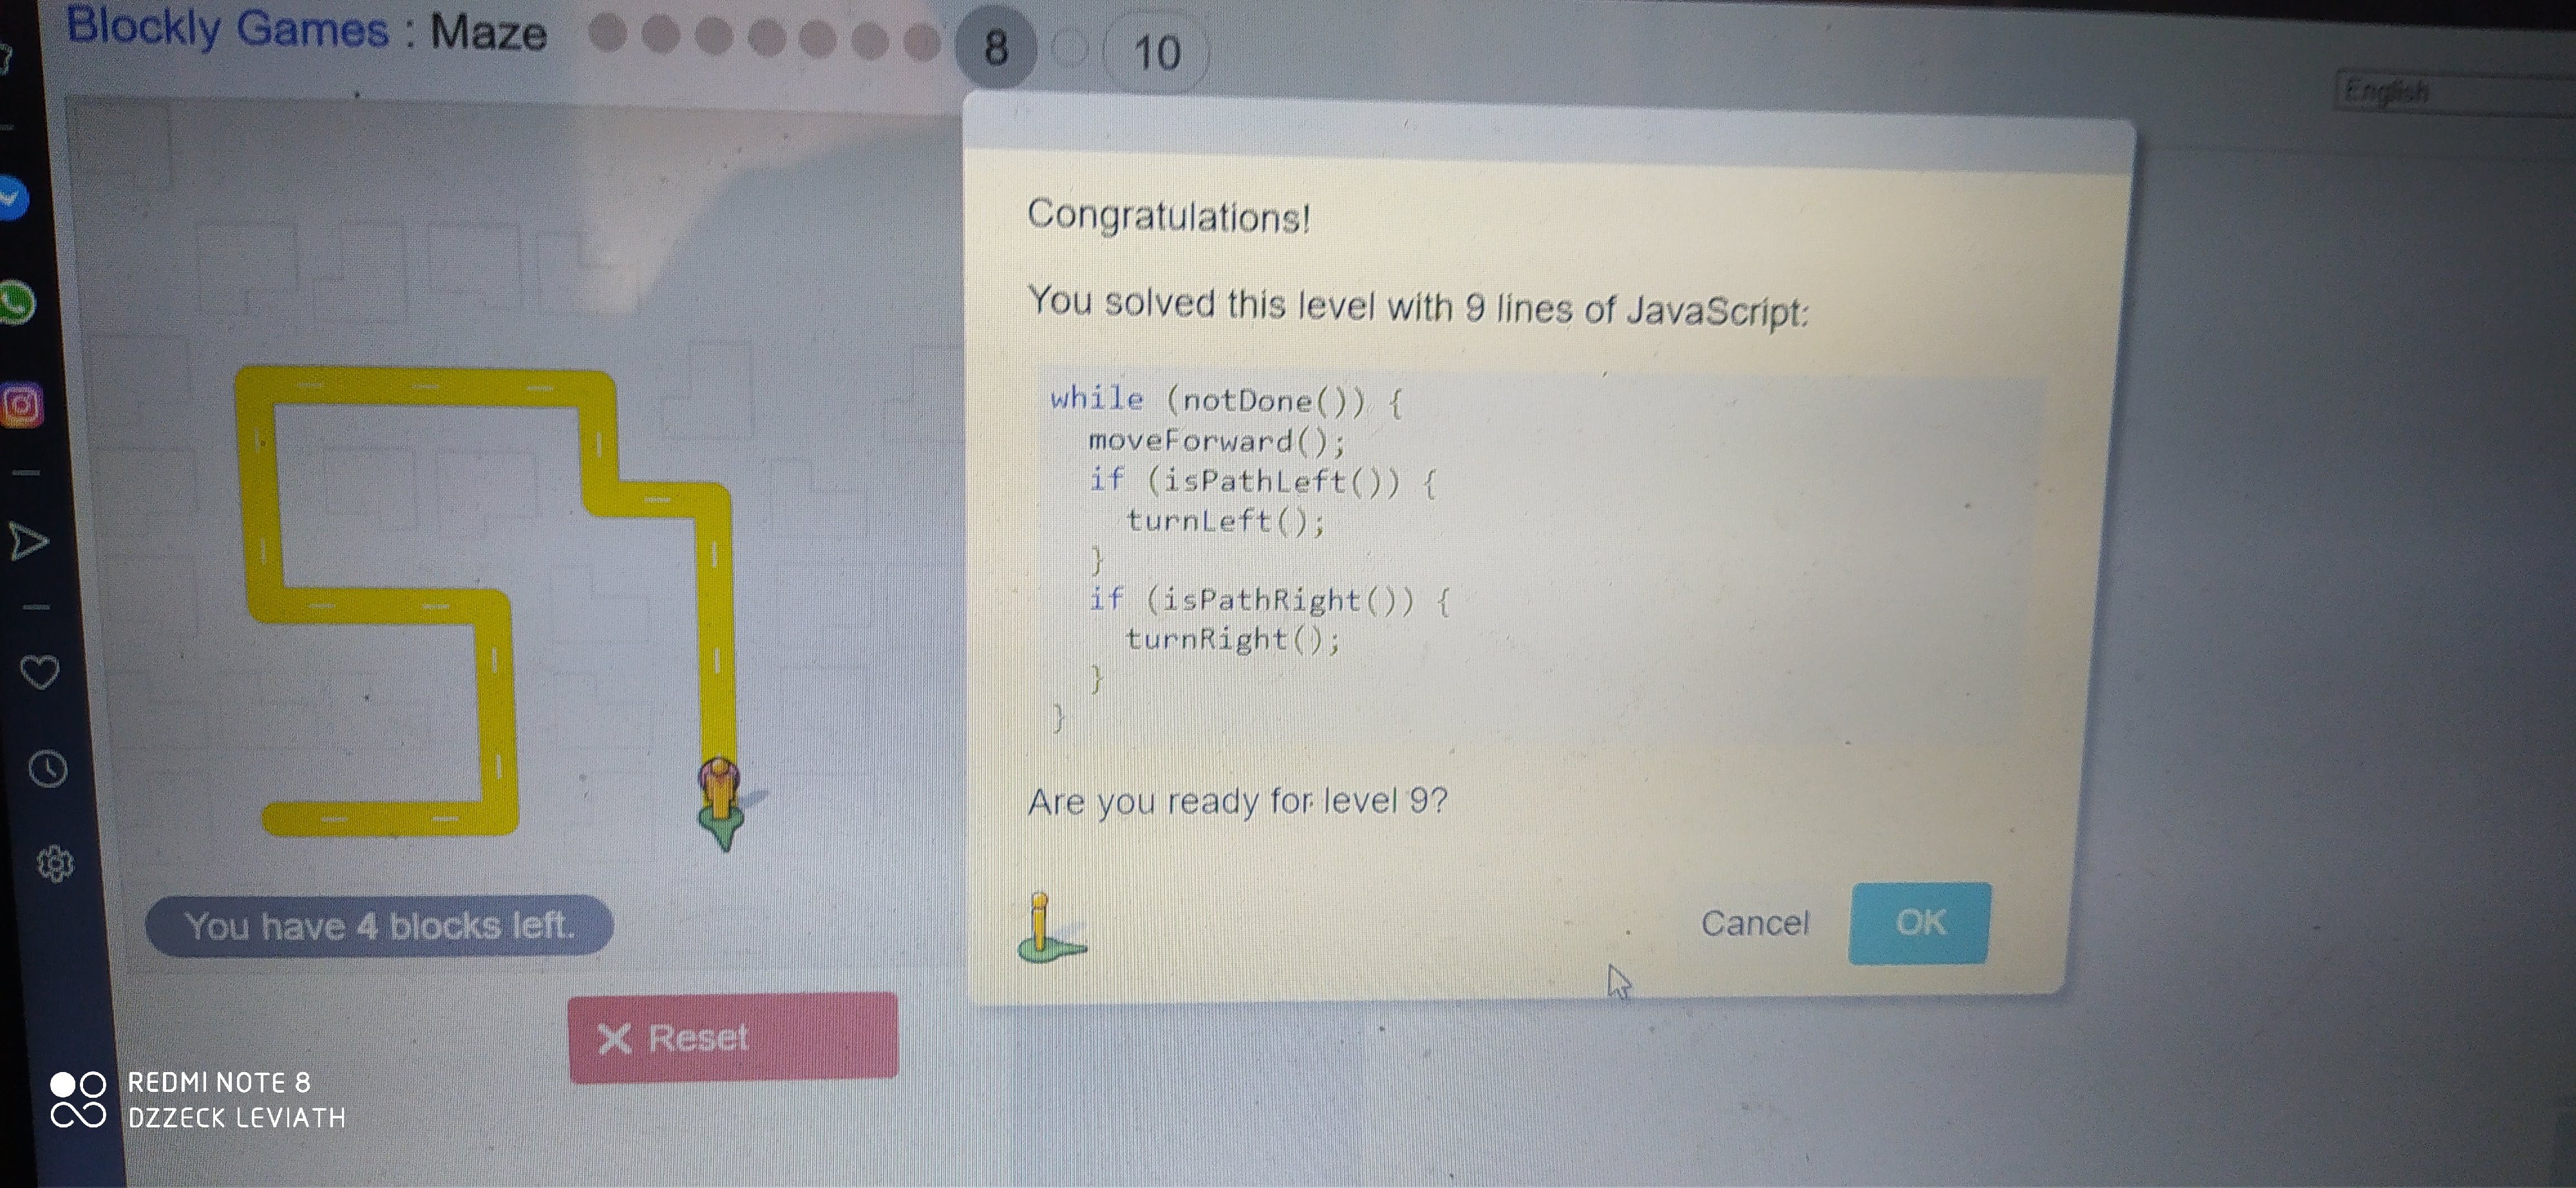 Blockly Games : Maze
8
10
English
Congratulations!
You solved this level with 9 lines of JavaScript:
while (notDone()) {
moveForward();
if (isPathLeft()) {
turnLeft();
}
if (isPathRight()) {
turnRight();
}
}
Are you ready for level 9?
Cancel
OK
You have 4 blocks left.
Reset
REDMI NOTE 8
DZZECK LEVIATH